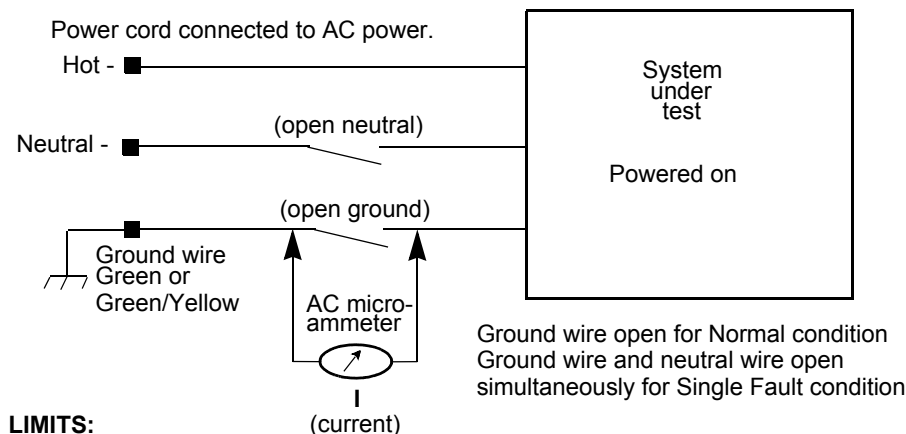 Power cord connected to AC power.
Hot -
System
under
test
(open neutral)
Neutral -
Powered on
(open ground)
Ground wire
Green or
Green/Yellow
AC micro-
ammeter
Ground wire open for Normal condition
Ground wire and neutral wire open
simultaneously for Single Fault condition
I
(current)
LIMITS: